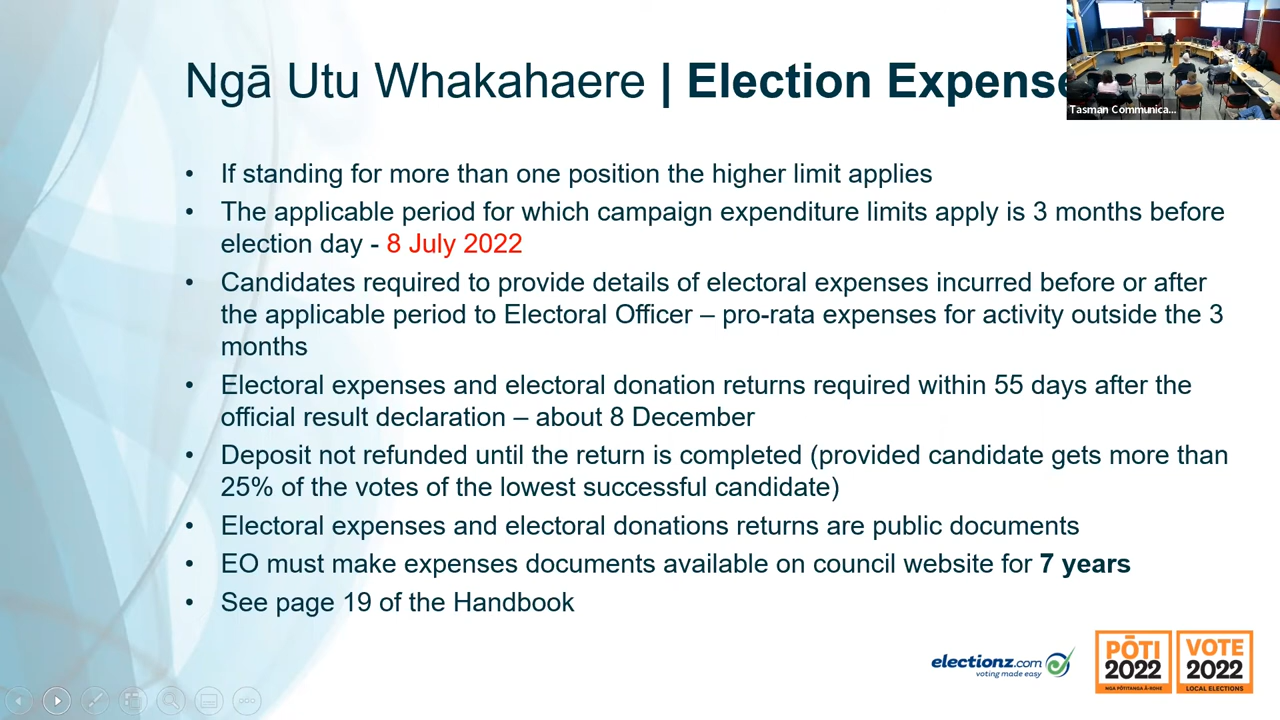 Ngā Utu Whakahaere | Election Expens
Tasman Communica...
• If standing for more than one position the higher limit applies
• The applicable period for which campaign expenditure limits apply is 3 months before
election day - 8 July 2022
• Candidates required to provide details of electoral expenses incurred before or after
the applicable period to Electoral Officer – pro-rata expenses for activity outside the 3
months
• Electoral expenses and electoral donation returns required within 55 days after the
official result declaration – about 8 December
• Deposit not refunded until the return is completed (provided candidate gets more than
25% of the votes of the lowest successful candidate)
• Electoral expenses and electoral donations returns are public documents
• EO must make expenses documents available on council website for 7 years
• See page 19 of the Handbook
electionz.com
voting made easy
PŌTI
2022
NGA PŌTITANGA Ā-ROHE
VOTE
2022
LOCAL ELECTIONS